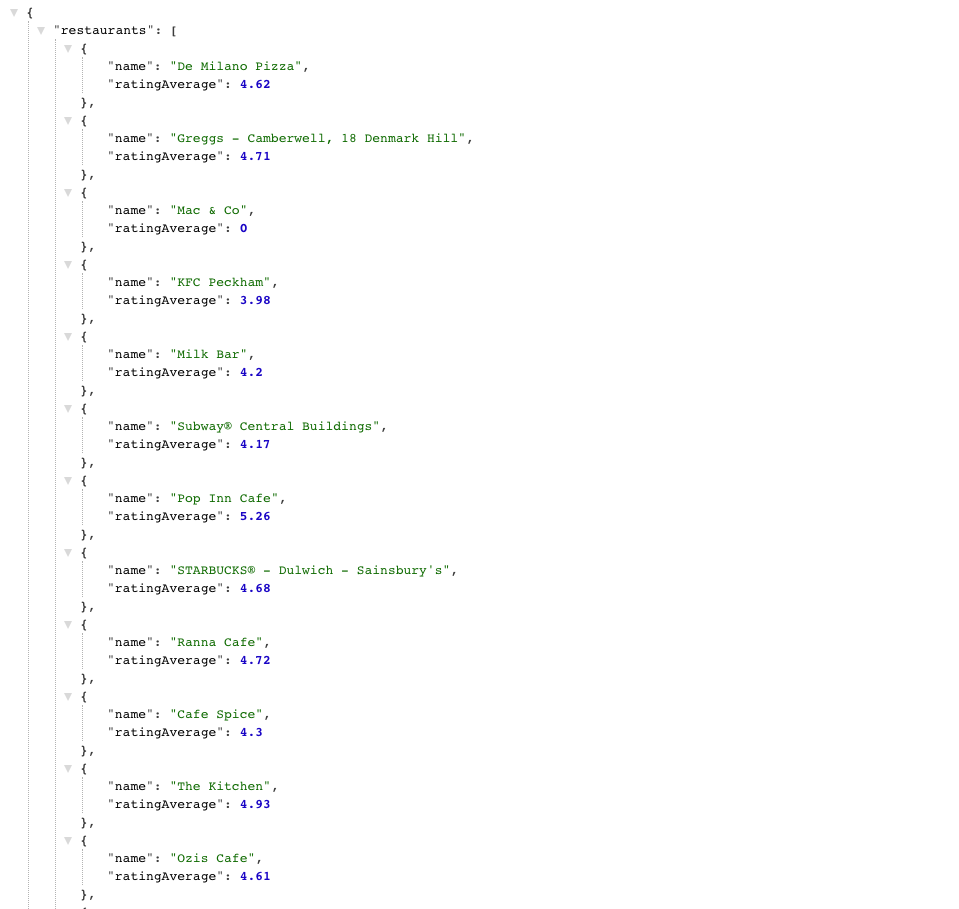 {
"restaurants": [
{
"name": "De Milano Pizza",
"ratingAverage": 4.62
},
{
"name": "Greggs - Camberwell, 18 Denmark Hill",
"ratingAverage": 4.71
},
{
"name": "Mac & Co",
"ratingAverage": 0
},
{
"name": "KFC Peckham",
"ratingAverage": 3.98
},
{
"name": "Milk Bar",
"ratingAverage": 4.2
},
{
"name": "Subway® Central Buildings",
"ratingAverage": 4.17
},
{
"name": "Pop Inn Cafe",
"ratingAverage": 5.26
},
{
"name": "STARBUCKS® - Dulwich - Sainsbury's",
"ratingAverage": 4.68
},
{
"name": "Ranna Cafe",
"ratingAverage": 4.72
},
{
"name": "Cafe Spice",
"ratingAverage": 4.3
},
{
"name": "The Kitchen",
"ratingAverage": 4.93
},
{
"name": "Ozis Cafe",
"ratingAverage": 4.61
},